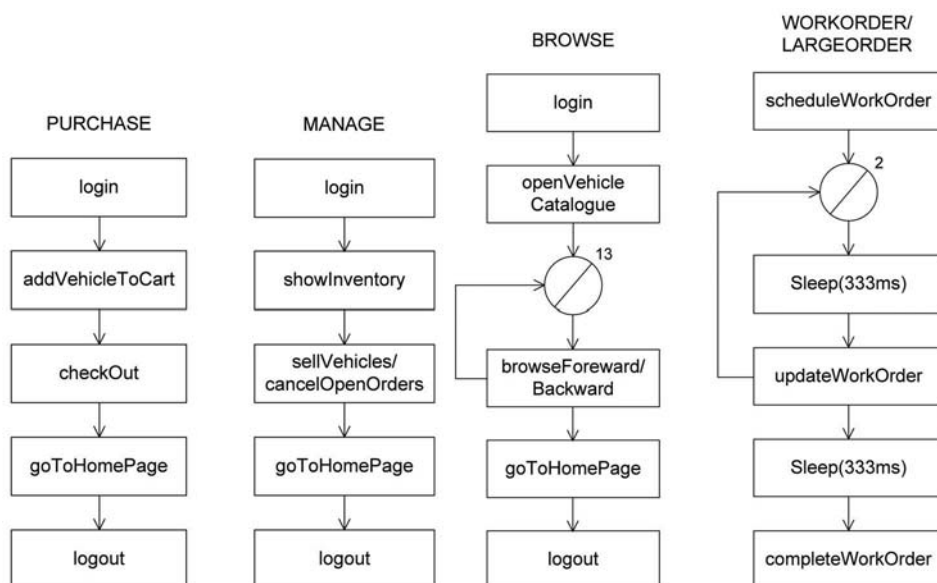 PURCHASE
login
addVehicleToCart
checkOut
goToHomePage
logout
MANAGE
login
showInventory
sellVehicles/
cancelOpenOrders
goToHomePage
logout
BROWSE
login
openVehicle
Catalogue
13
browseForeward/
Backward
goToHomePage
logout
WORKORDER/
LARGEORDER
scheduleWorkOrder
2
Sleep(333ms)
updateWorkOrder
Sleep(333ms)
completeWorkOrder